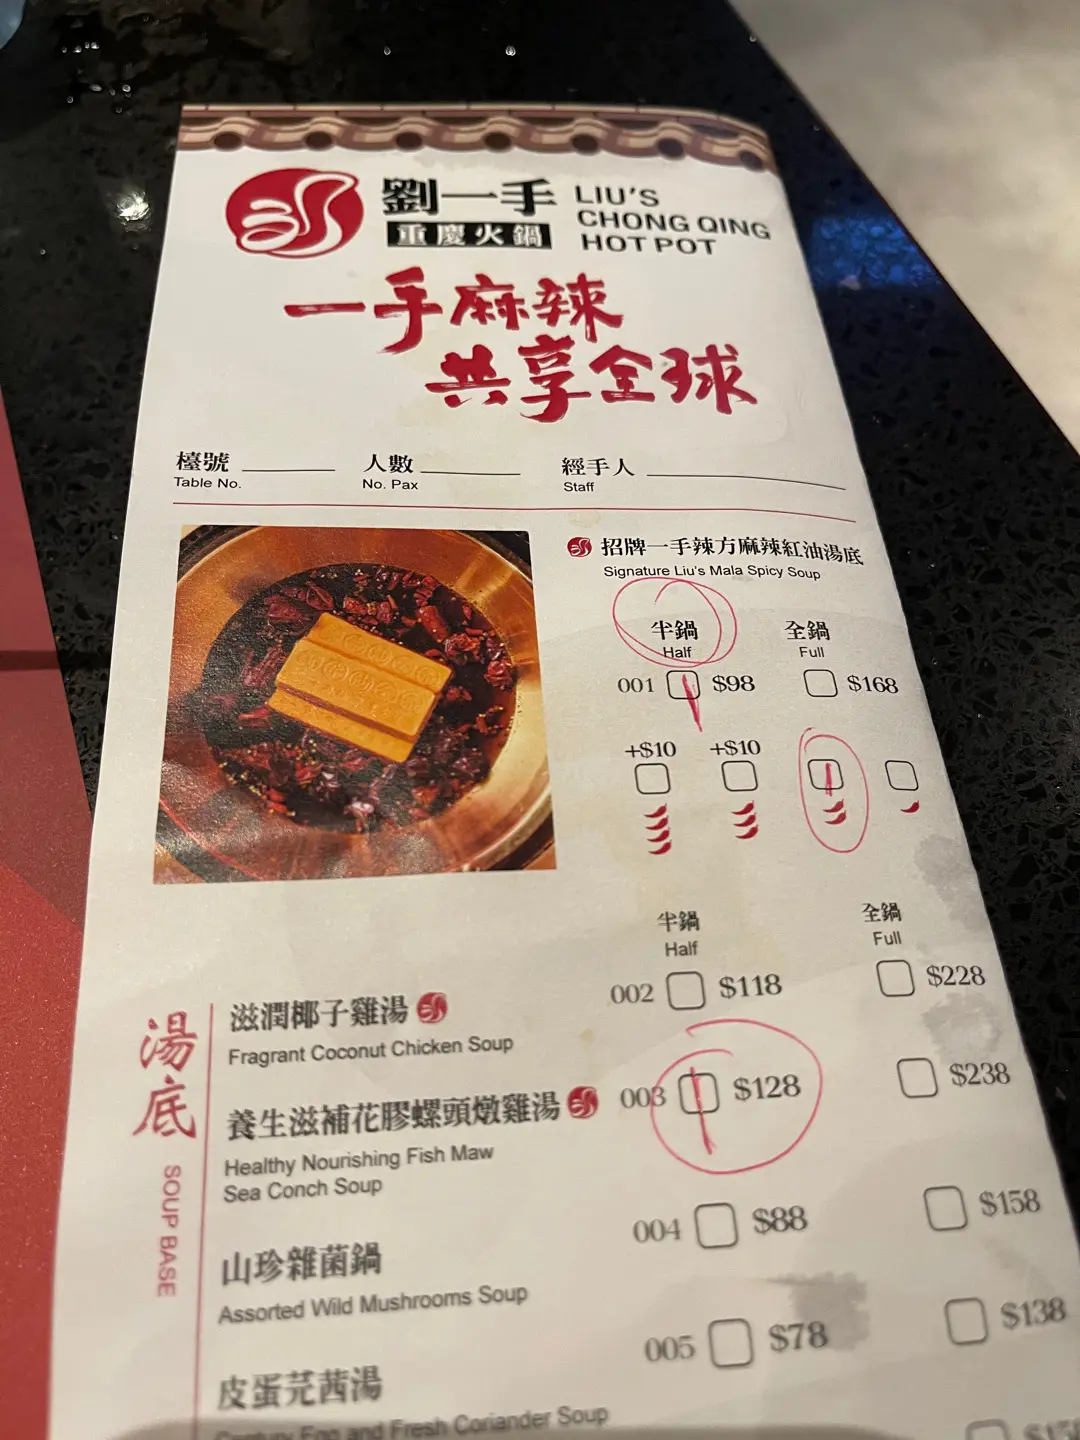 劉一手
重慶火鍋
LIU'S
CHONG QING
HOT POT
一手麻辣
共享全球
檯號
Table No.
人數
No. Pax
經手人
Staff
招牌一手辣方麻辣紅油湯底
Signature Liu's Mala Spicy Soup
半鍋 全鍋
Half Full
001 $98 $168
+$10 +$10
半鍋 全鍋
Half Full
湯底
SOUP BASE
滋潤椰子雞湯 002 $118 $228
Fragrant Coconut Chicken Soup
養生滋補花膠螺頭燉雞湯 003 $128 $238
Healthy Nourishing Fish Maw
Sea Conch Soup
山珍雜菌鍋 004 $88 $158
Assorted Wild Mushrooms Soup
皮蛋芫茜湯 005 $78 $138
Century Egg and Fresh Coriander Soup